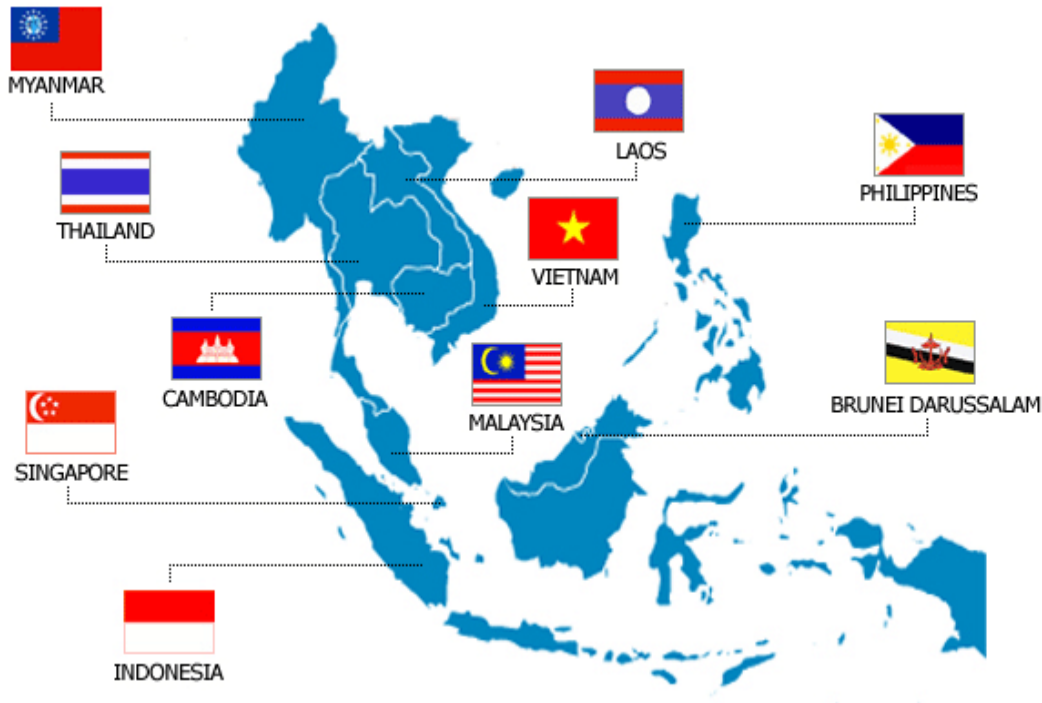 MYANMAR
LAOS
PHILIPPINES
THAILAND
VIETNAM
CAMBODIA
MALAYSIA
BRUNEI DARUSSALAM
SINGAPORE
INDONESIA